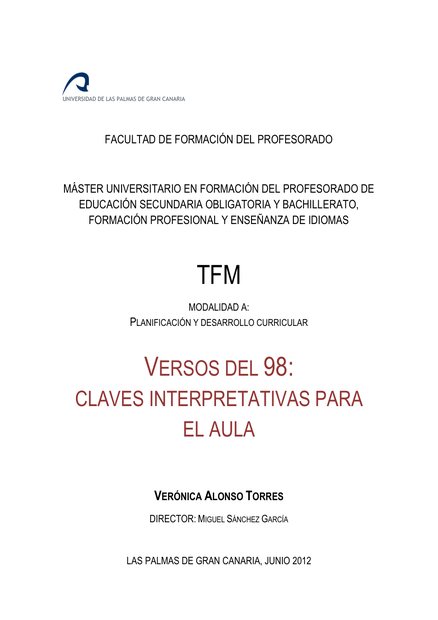 UNIVERSIDAD DE LAS PALMAS DE GRAN CANARIA
FACULTAD DE FORMACIÓN DEL PROFESORADO
MÁSTER UNIVERSITARIO EN FORMACIÓN DEL PROFESORADO DE
EDUCACIÓN SECUNDARIA OBLIGATORIA Y BACHILLERATO,
FORMACIÓN PROFESIONAL Y ENSEÑANZA DE IDIOMAS
TFM
MODALIDAD A:
PLANIFICACIÓN Y DESARROLLO CURRICULAR
VERSOS DEL 98:
CLAVES INTERPRETATIVAS PARA
EL AULA
VERÓNICA ALONSO TORRES
DIRECTOR: MIGUEL SÁNCHEZ GARCÍA
LAS PALMAS DE GRAN CANARIA, JUNIO 2012